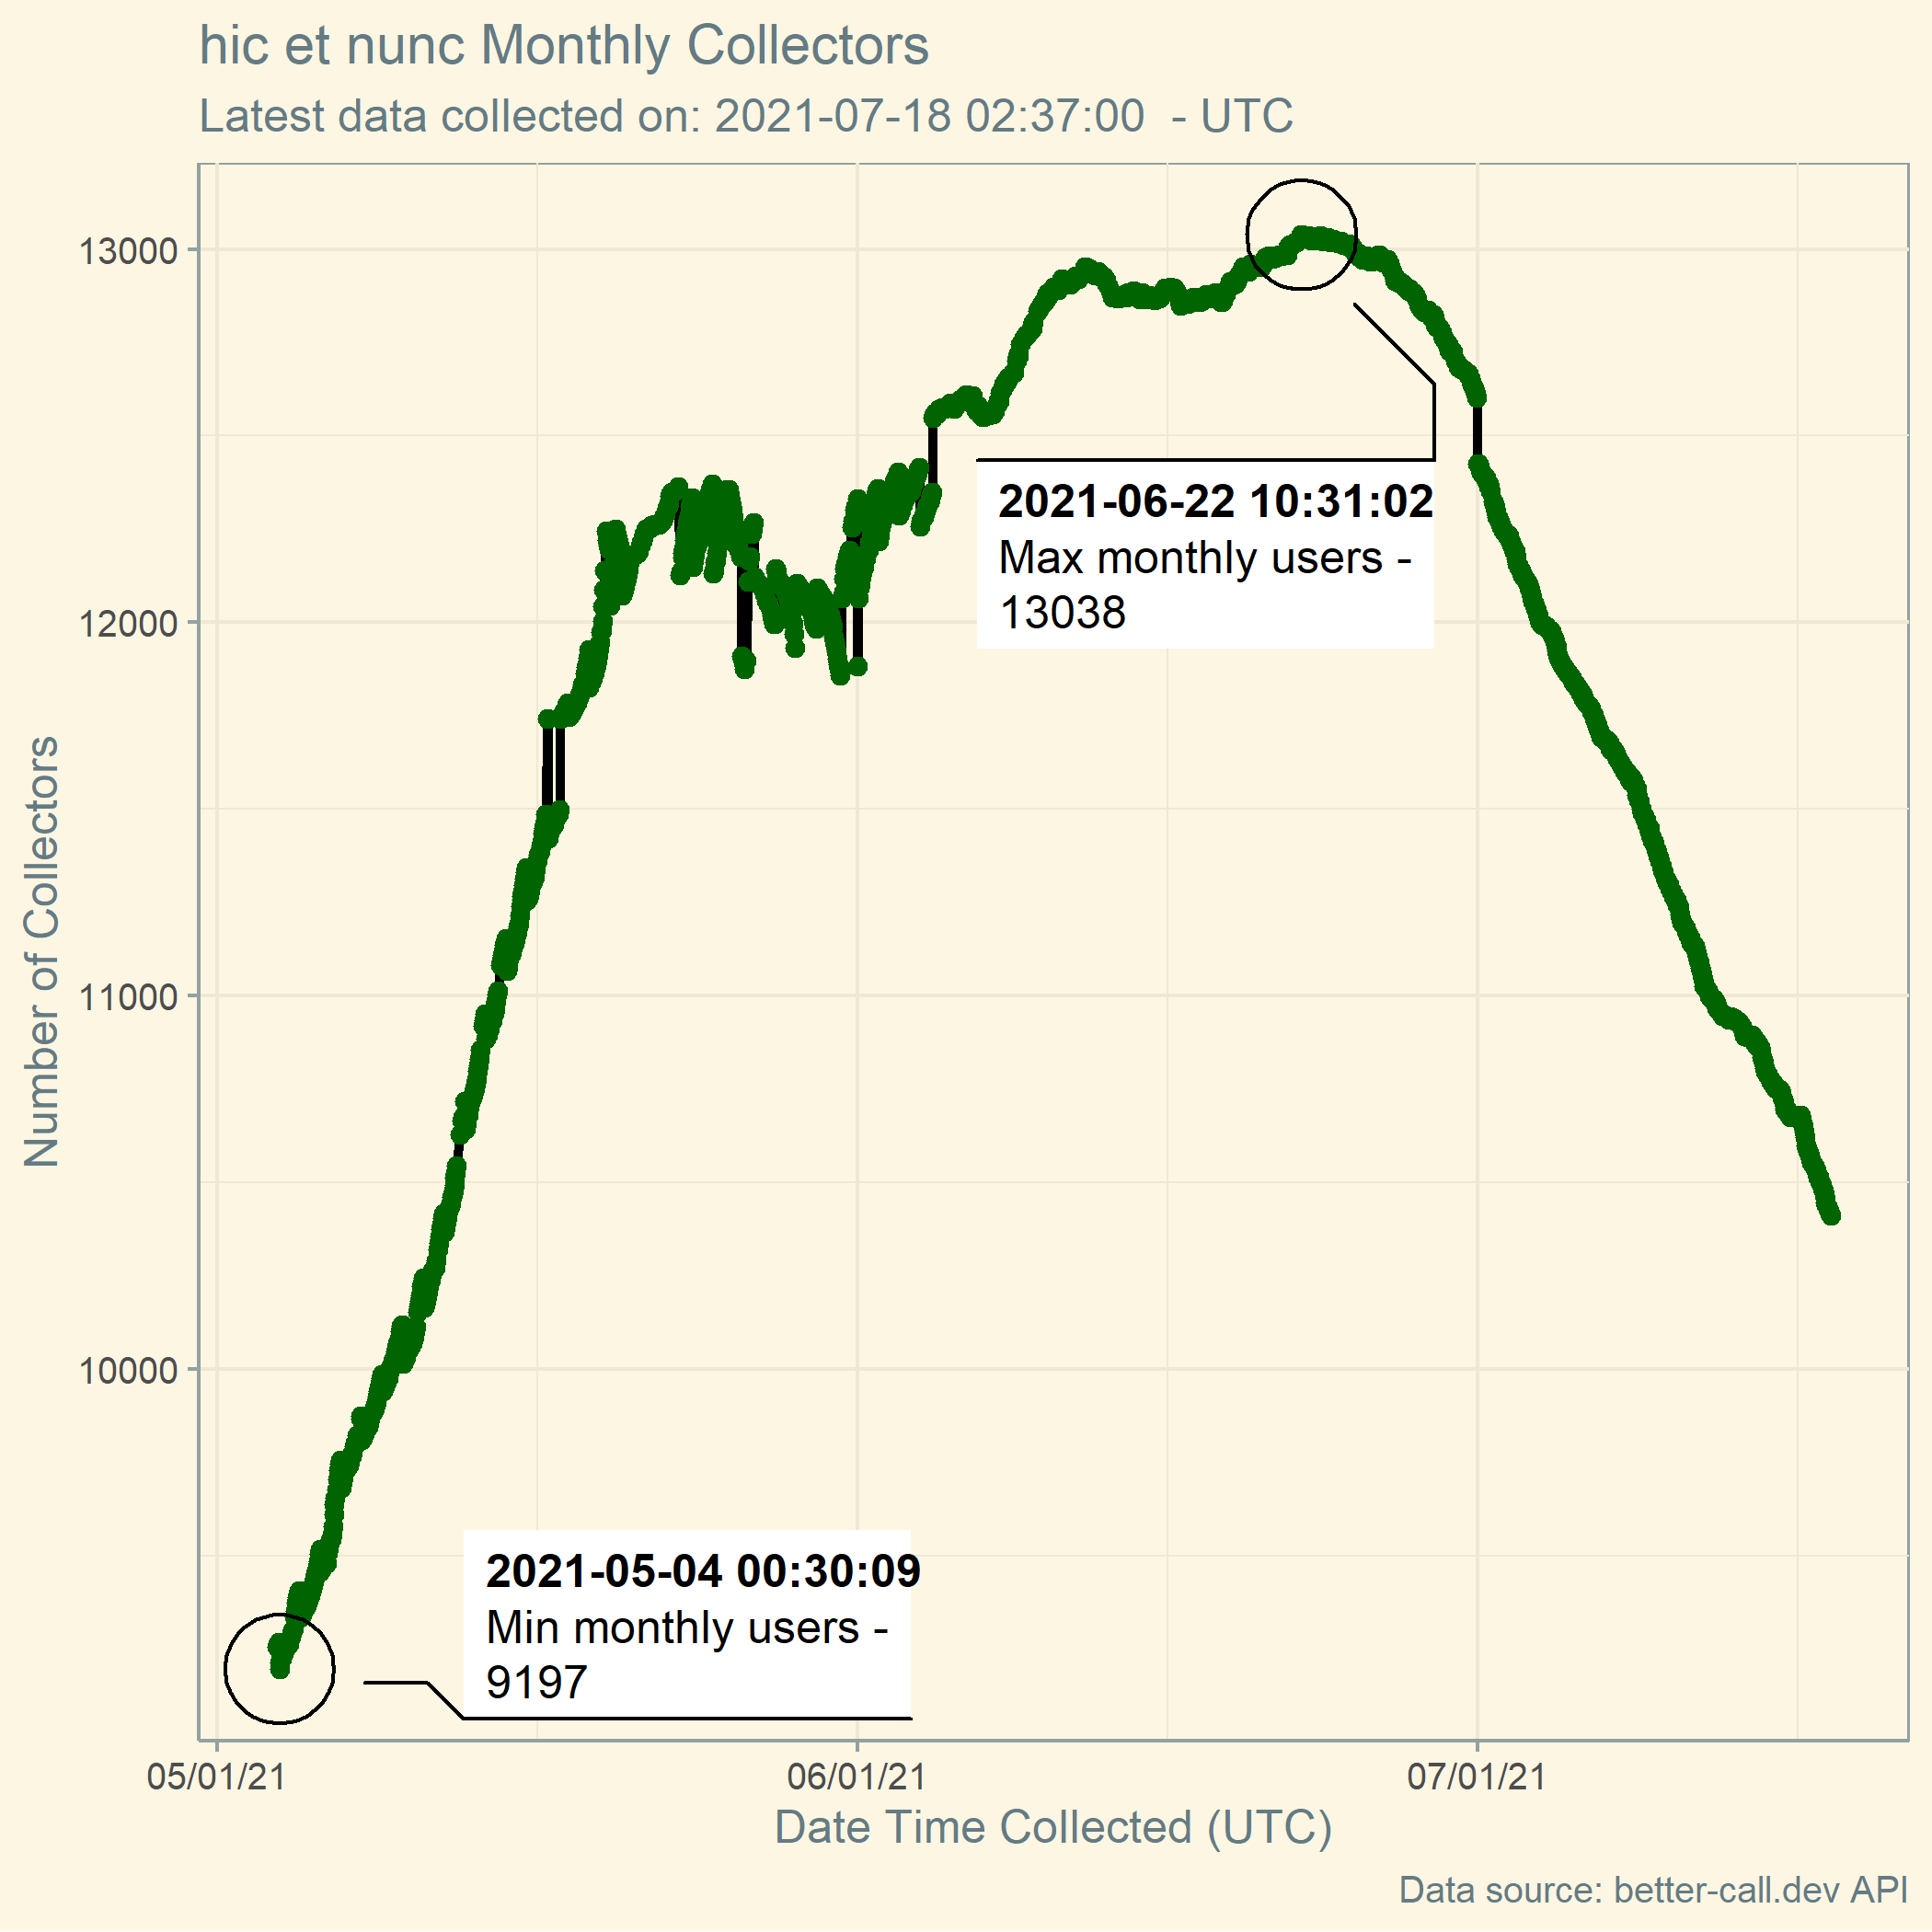 hic et nunc Monthly Collectors
Latest data collected on: 2021-07-18 02:37:00  - UTC
Number of Collectors
13000
12000
11000
10000
2021-06-22 10:31:02
Max monthly users -
13038
2021-05-04 00:30:09
Min monthly users -
9197
05/01/21
06/01/21
07/01/21
Date Time Collected (UTC)
Data source: better-call.dev API